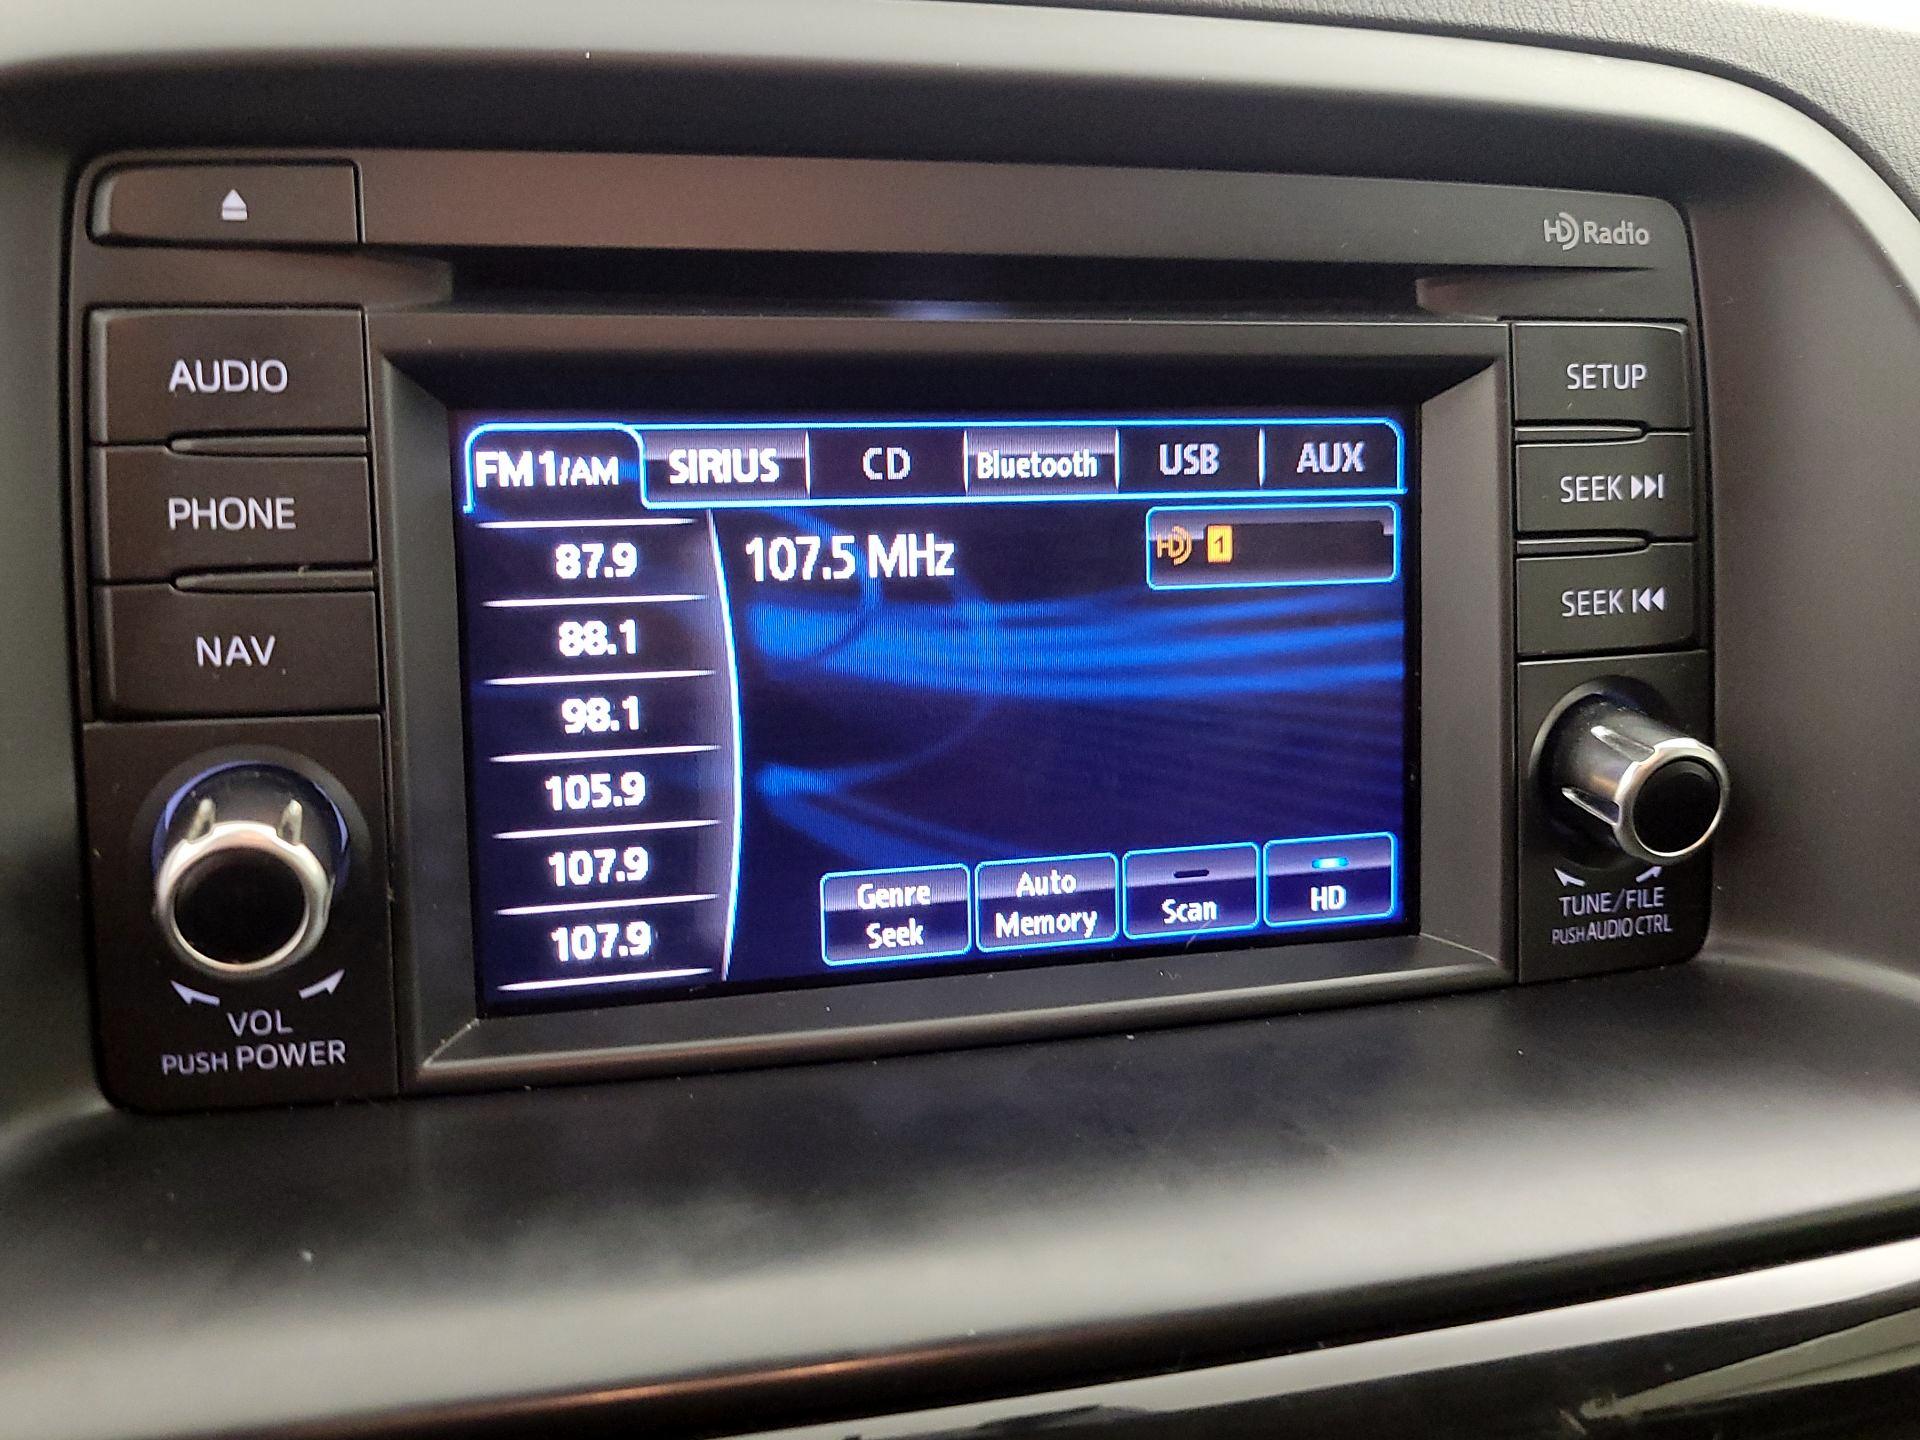 HD Radio
AUDIO
PHONE
NAV
VOL
PUSH POWER
FM1/AM
SIRIUS
CD
Bluetooth
USB
AUX
87.9
88.1
98.1
105.9
107.9
107.9
107.5 MHz
HD 1
Genre
Seek
Auto
Memory
Scan
HD
SETUP
SEEK
SEEK
TUNE/FILE
PUSH AUDIO CTRL